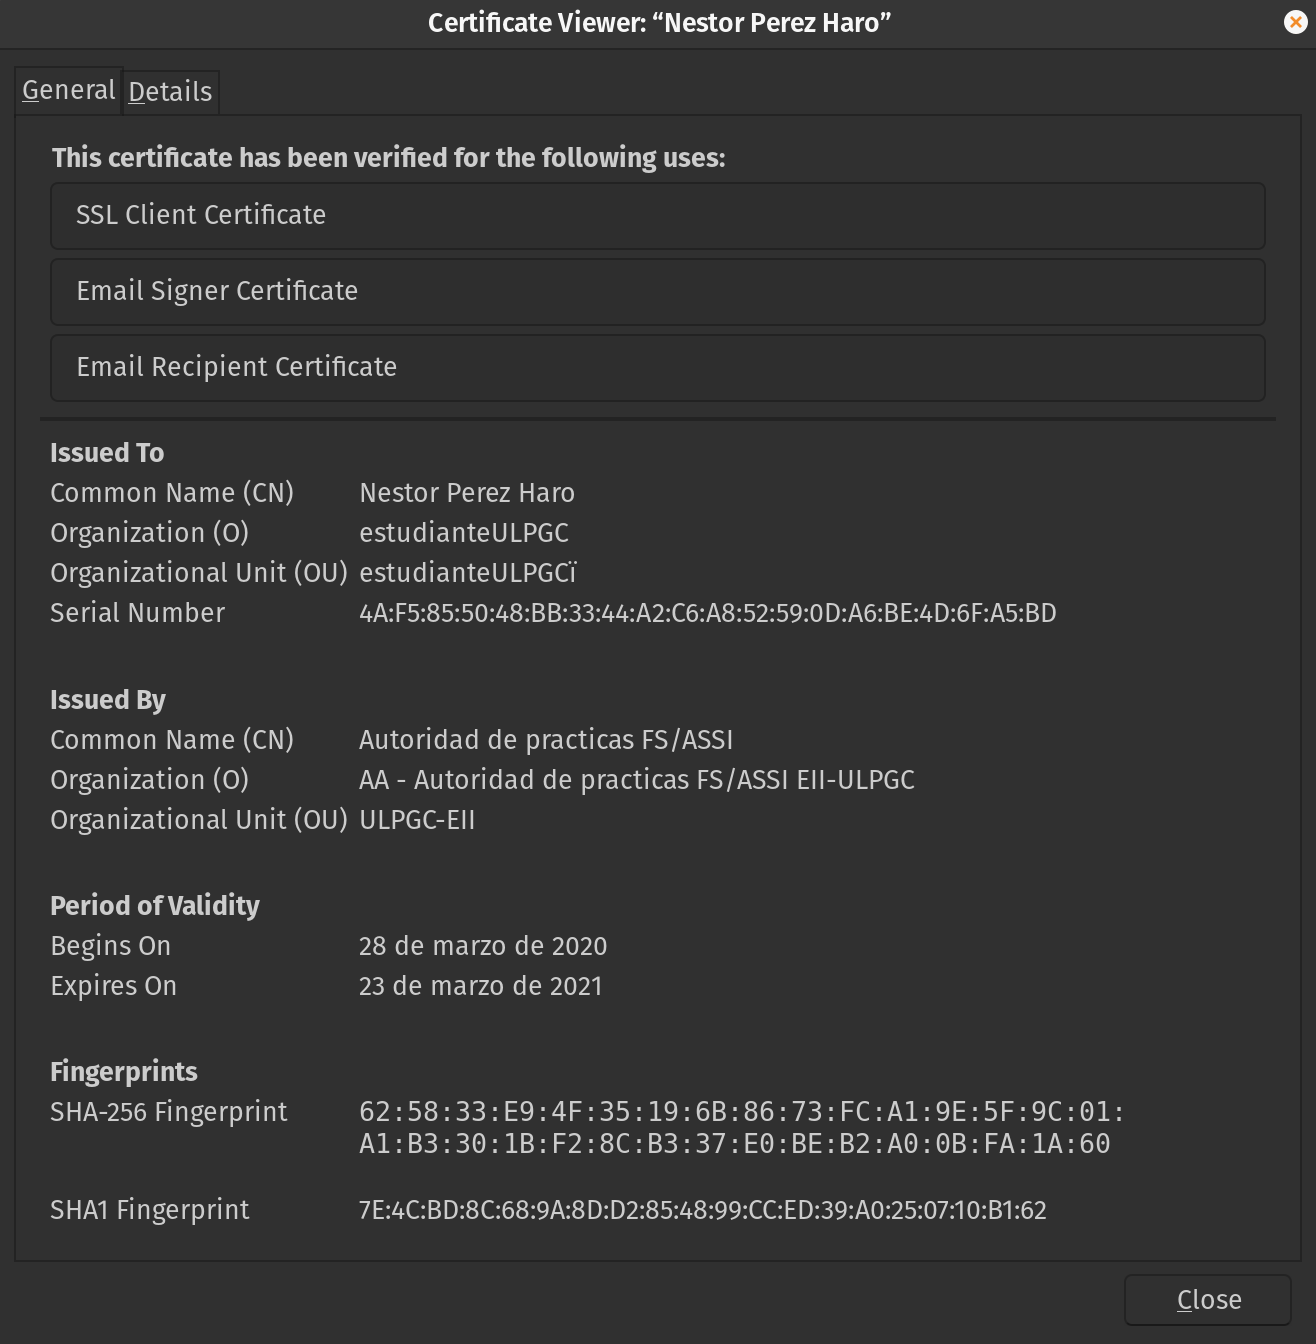 Certificate Viewer: “Nestor Perez Haro”
General Details
This certificate has been verified for the following uses:
SSL Client Certificate
Email Signer Certificate
Email Recipient Certificate
Issued To
Common Name (CN) Nestor Perez Haro
Organization (O) estudianteULPGC
Organizational Unit (OU) estudianteULPGCï
Serial Number 4A:F5:85:50:48:BB:33:44:A2:C6:A8:52:59:0D:A6:BE:4D:6F:A5:BD
Issued By
Common Name (CN) Autoridad de practicas FS/ASSI
Organization (O) AA - Autoridad de practicas FS/ASSI EII-ULPGC
Organizational Unit (OU) ULPGC-EII
Period of Validity
Begins On 28 de marzo de 2020
Expires On 23 de marzo de 2021
Fingerprints
SHA-256 Fingerprint 62:58:33:E9:4F:35:19:6B:86:73:FC:A1:9E:5F:9C:01:
A1:B3:30:1B:F2:8C:B3:37:E0:BE:B2:A0:0B:FA:1A:60
SHA1 Fingerprint 7E:4C:BD:8C:68:9A:8D:D2:85:48:99:CC:ED:39:A0:25:07:10:B1:62
Close